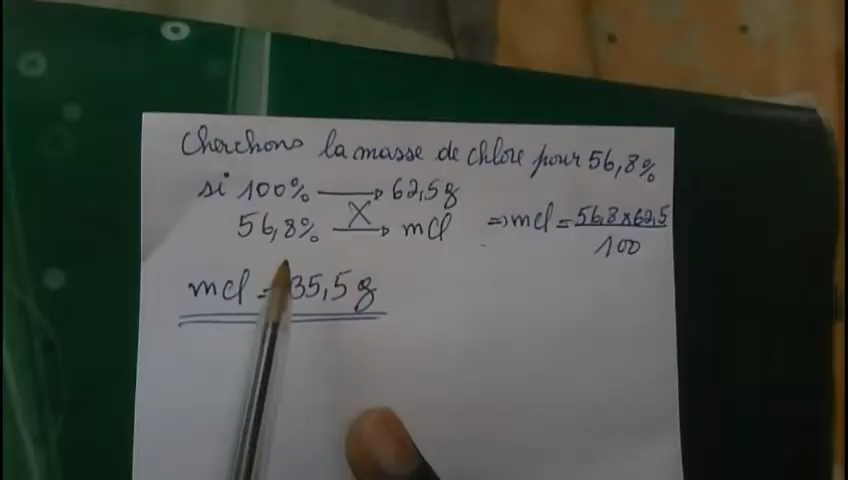 Cherchons la masse de chlore pour 56,8%
si 100% → 62,5g
56,8% → mCl X ⇒ mCl = 56,8 x 62,5 / 100
mCl = 35,5g